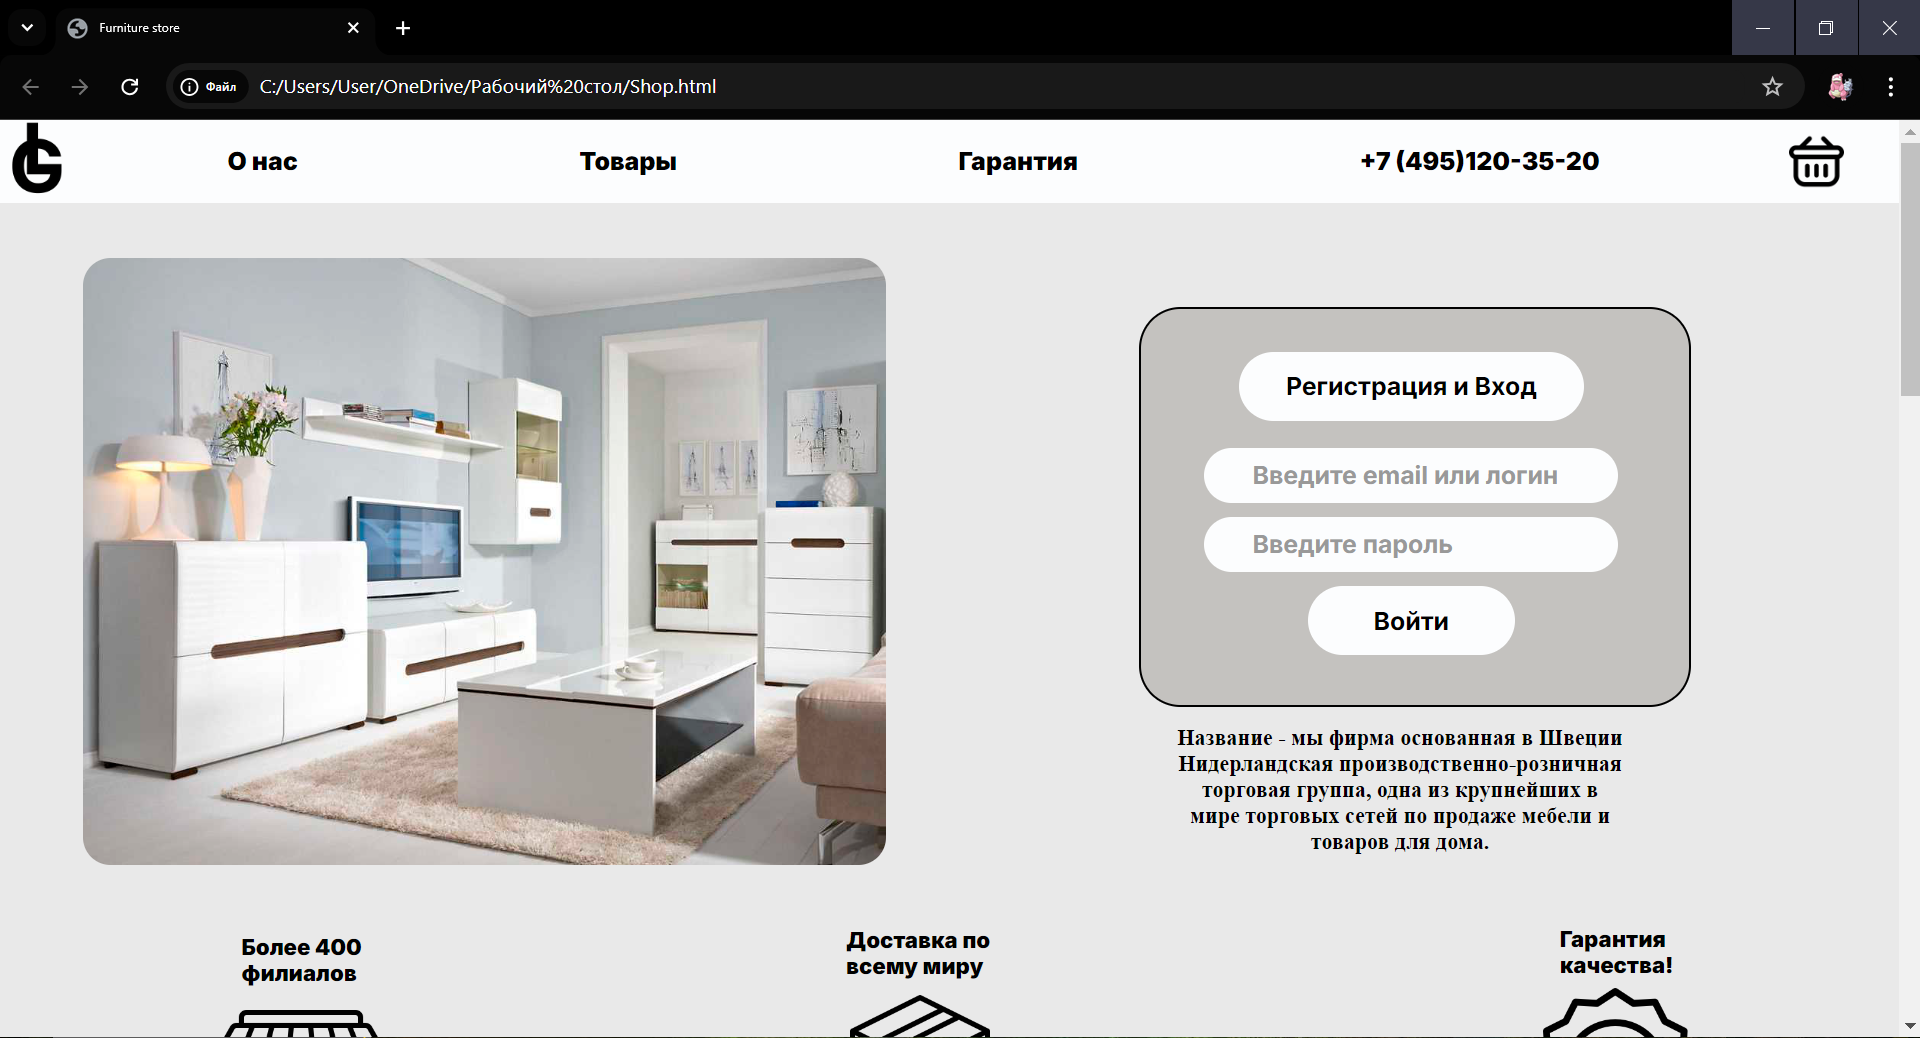 Furniture store
Файл
C:/Users/User/OneDrive/Рабочий%20стол/Shop.html
О нас
Товары
Гарантия
+7 (495)120-35-20
Регистрация и Вход
Введите email или логин
Введите пароль
Войти
Название - мы фирма основанная в Швеции
Нидерландская производственно-розничная
торговая группа, одна из крупнейших в
мире торговых сетей по продаже мебели и
товаров для дома.
Более 400
филиалов
Доставка по
всему миру
Гарантия
качества!